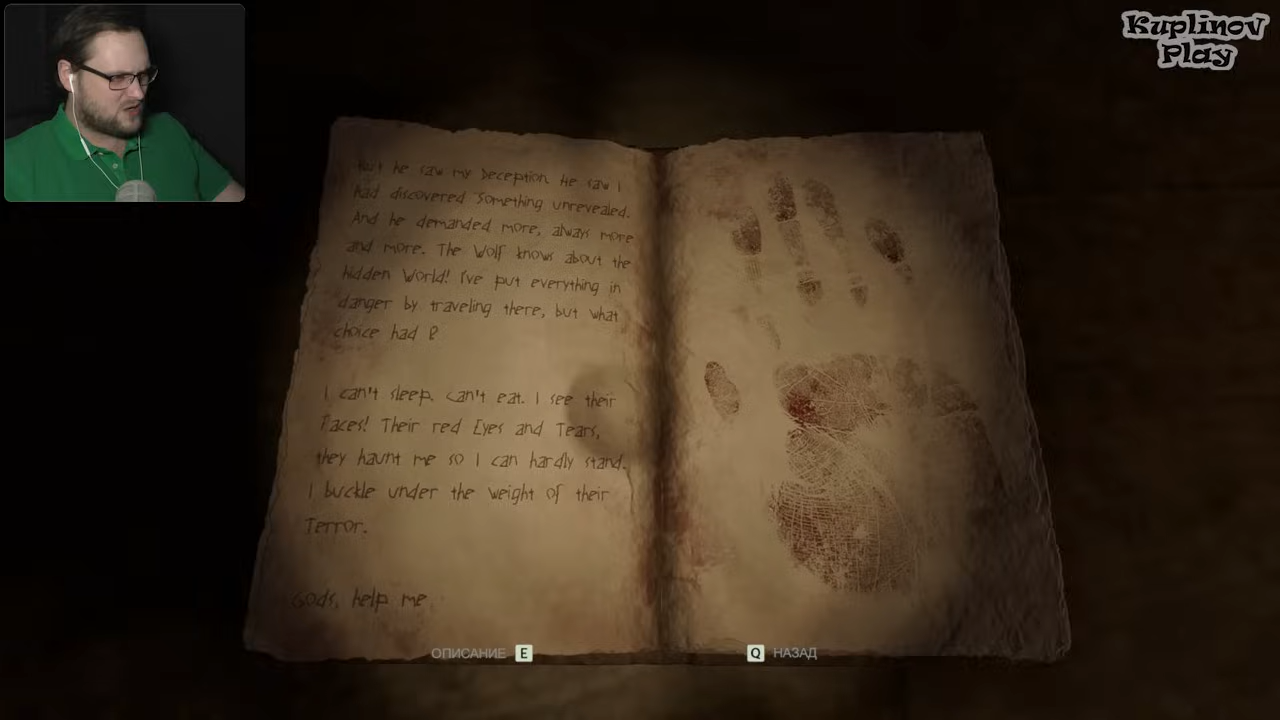 Kuplinov
Play
he saw my Deception. He saw I
had discovered Something unrevealed.
And he demanded more, always more
and more. The Wolf knows about the
hidden World! I've put everything in
danger by traveling there, but what
choice had I?
I can't sleep, can't eat. I see their
Faces! Their red Eyes and Tears,
they haunt me so I can hardly stand.
I buckle under the weight of their
Terror.
Gods, help me
ОПИСАНИЕ E
Q НАЗАД